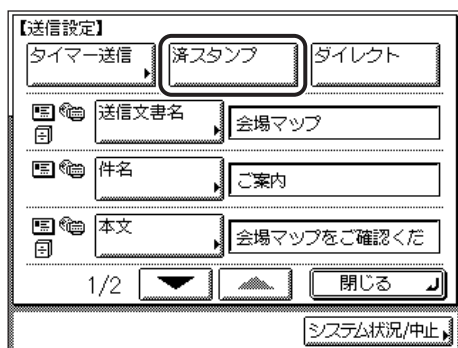 【送信設定】
タイマー送信 済スタンプ ダイレクト
送信文書名 会場マップ
件名 ご案内
本文 会場マップをご確認くだ
1/2 閉じる
システム状況/中止